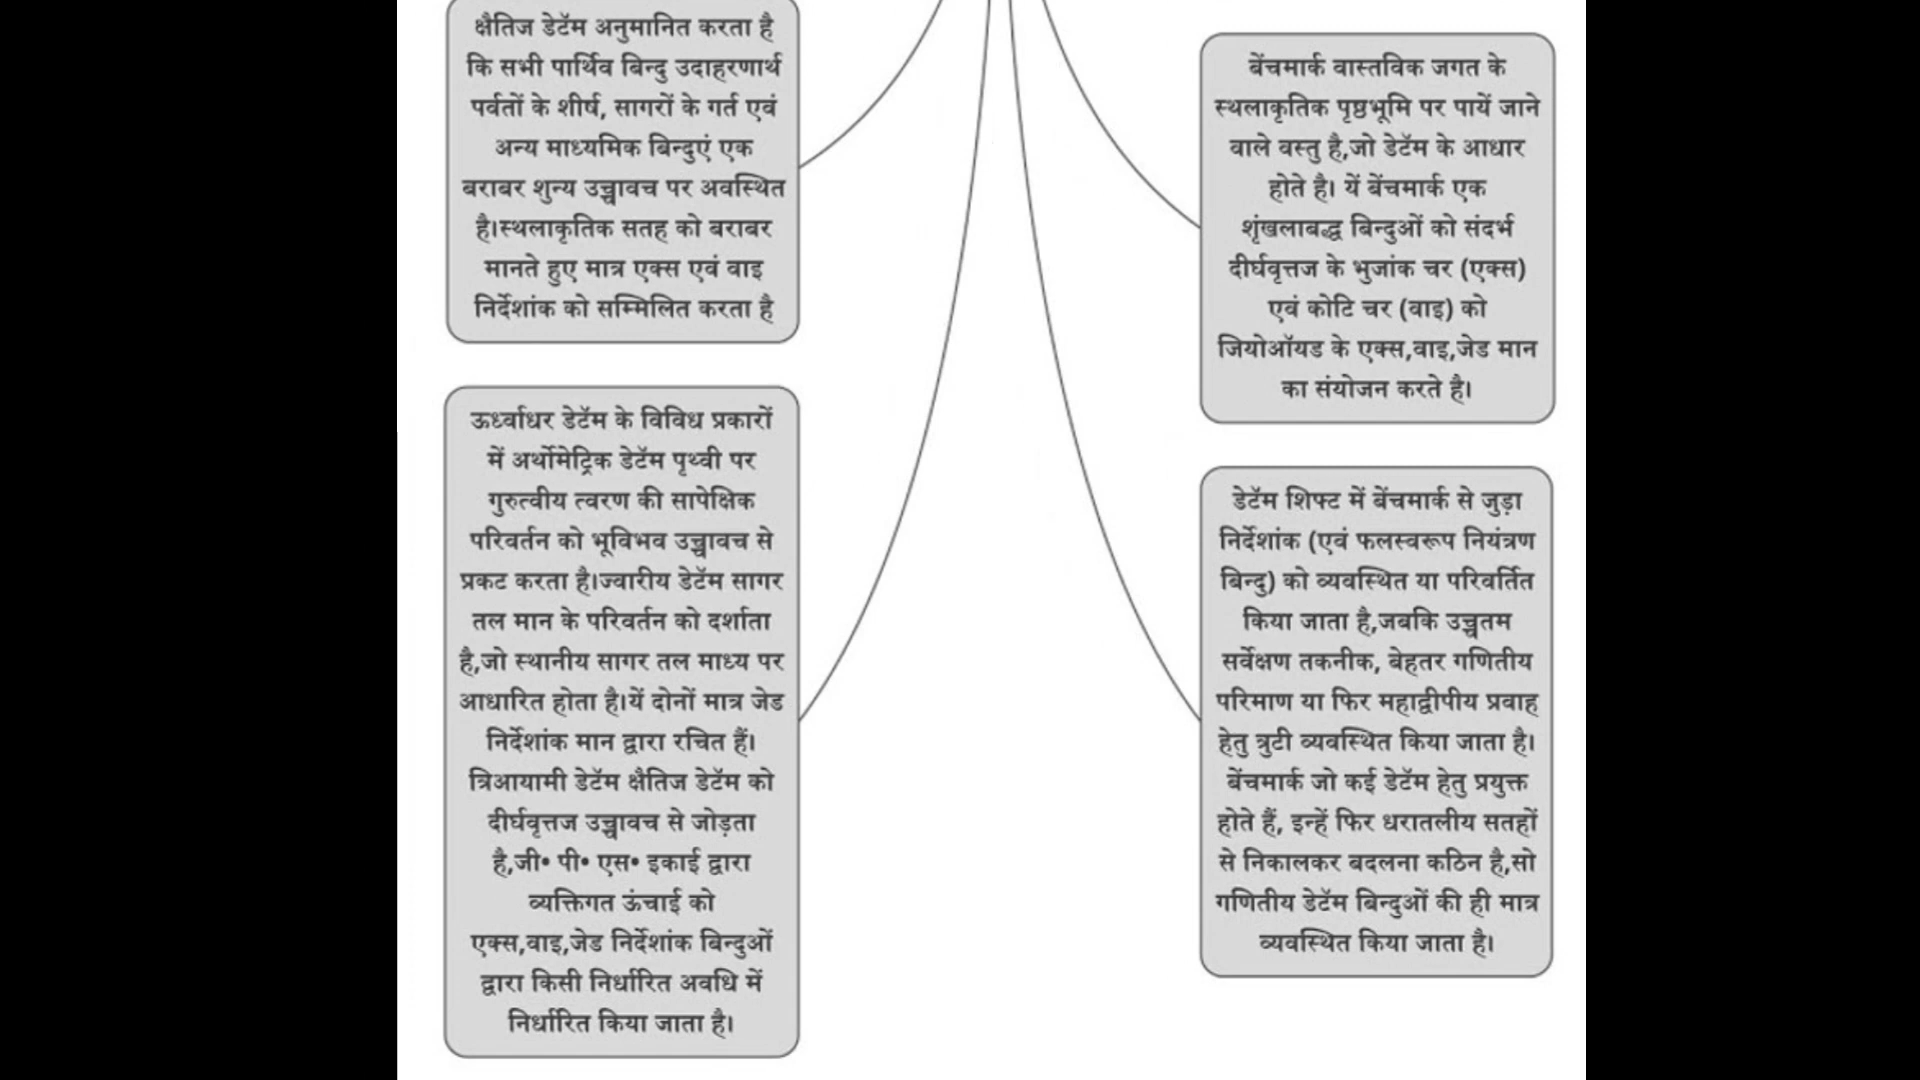 क्षैतिज डेटॅम अनुमानित करता है
कि सभी पार्थिव बिन्दु उदाहरणार्थ
पर्वतों के शीर्ष, सागरों के गर्त एवं
अन्य माध्यमिक बिन्दुएं एक
बराबर शुन्य उच्चावच पर अवस्थित
है।स्थलाकृतिक सतह को बराबर
मानते हुए मात्र एक्स एवं वाइ
निर्देशांक को सम्मिलित करता है
ऊर्ध्वाधर डेटॅम के विविध प्रकारों
में अर्थोमेट्रिक डेटॅम पृथ्वी पर
गुरुत्वीय त्वरण की सापेक्षिक
परिवर्तन को भूविभव उच्चावच से
प्रकट करता है।ज्वारीय डेटॅम सागर
तल मान के परिवर्तन को दर्शाता
है,जो स्थानीय सागर तल माध्य पर
आधारित होता है।यें दोनों मात्र जेड
निर्देशांक मान द्वारा रचित हैं।
त्रिआयामी डेटॅम क्षैतिज डेटॅम को
दीर्घवृत्तज उच्चावच से जोड़ता
है,जी• पी• एस• इकाई द्वारा
व्यक्तिगत ऊंचाई को
एक्स,वाइ,जेड निर्देशांक बिन्दुओं
द्वारा किसी निर्धारित अवधि में
निर्धारित किया जाता है।
बेंचमार्क वास्तविक जगत के
स्थलाकृतिक पृष्ठभूमि पर पायें जाने
वाले वस्तु है,जो डेटॅम के आधार
होते है। यें बेंचमार्क एक
शृंखलाबद्ध बिन्दुओं को संदर्भ
दीर्घवृत्तज के भुजांक चर (एक्स)
एवं कोटि चर (वाइ) को
जियोऑयड के एक्स,वाइ,जेड मान
का संयोजन करते है।
डेटॅम शिफ्ट में बेंचमार्क से जुड़ा
निर्देशांक (एवं फलस्वरूप नियंत्रण
बिन्दु) को व्यवस्थित या परिवर्तित
किया जाता है,जबकि उच्चतम
सर्वेक्षण तकनीक, बेहतर गणितीय
परिमाण या फिर महाद्वीपीय प्रवाह
हेतु त्रुटी व्यवस्थित किया जाता है।
बेंचमार्क जो कई डेटॅम हेतु प्रयुक्त
होते हैं, इन्हें फिर धरातलीय सतहों
से निकालकर बदलना कठिन है,सो
गणितीय डेटॅम बिन्दुओं की ही मात्र
व्यवस्थित किया जाता है।